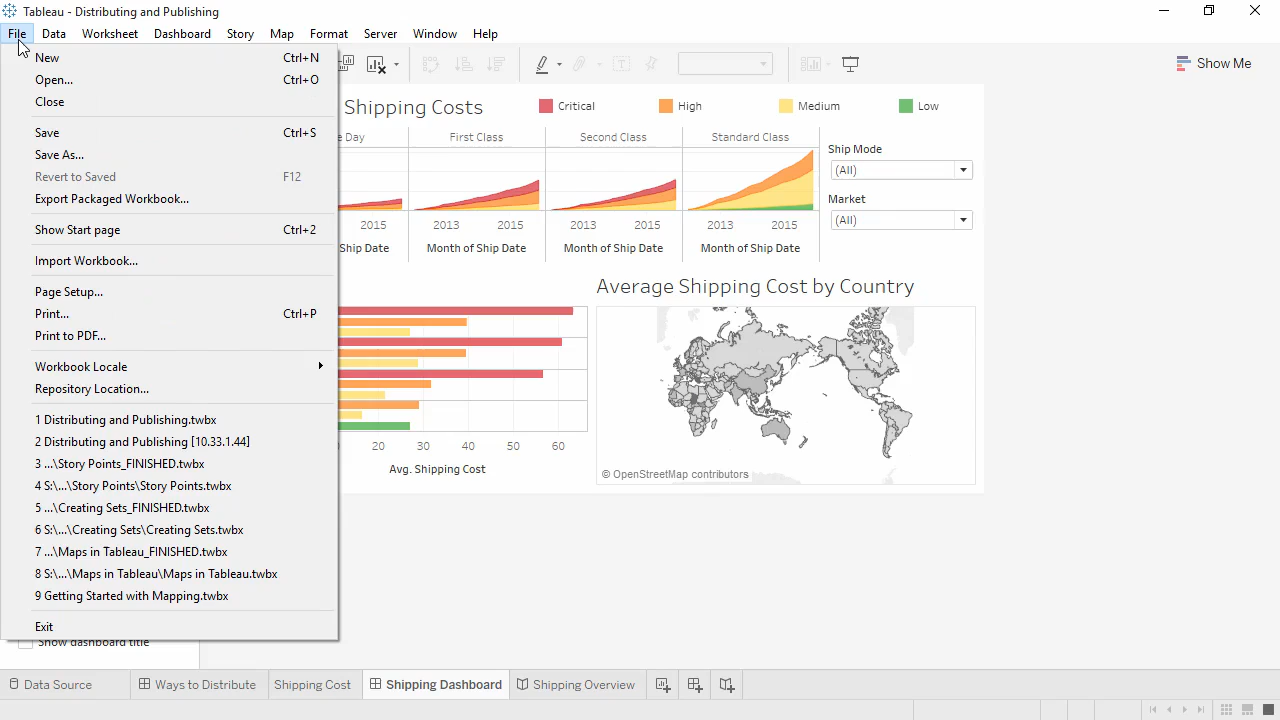 Tableau - Distributing and Publishing
File Data Worksheet Dashboard Story Map Format Server Window Help
Show Me
New Ctrl+N
Open... Ctrl+O
Close
Save Ctrl+S
Save As...
Revert to Saved F12
Export Packaged Workbook...
Show Start page Ctrl+2
Import Workbook...
Page Setup...
Print... Ctrl+P
Print to PDF...
Workbook Locale
Repository Location...
1 Distributing and Publishing.twbx
2 Distributing and Publishing [10.33.1.44]
3 ...\Story Points_FINISHED.twbx
4 S:\...\Story Points\Story Points.twbx
5 ...\Creating Sets_FINISHED.twbx
6 S:\...\Creating Sets\Creating Sets.twbx
7 ...\Maps in Tableau_FINISHED.twbx
8 S:\...\Maps in Tableau\Maps in Tableau.twbx
9 Getting Started with Mapping.twbx
Exit
Show dashboard title
Shipping Costs
Critical High Medium Low
e Day First Class Second Class Standard Class
2015 2013 2015 2013 2015 2013 2015
Ship Date Month of Ship Date Month of Ship Date Month of Ship Date
Ship Mode
(All)
Market
(All)
20 30 40 50 60
Avg. Shipping Cost
Average Shipping Cost by Country
© OpenStreetMap contributors
Data Source Ways to Distribute Shipping Cost Shipping Dashboard Shipping Overview